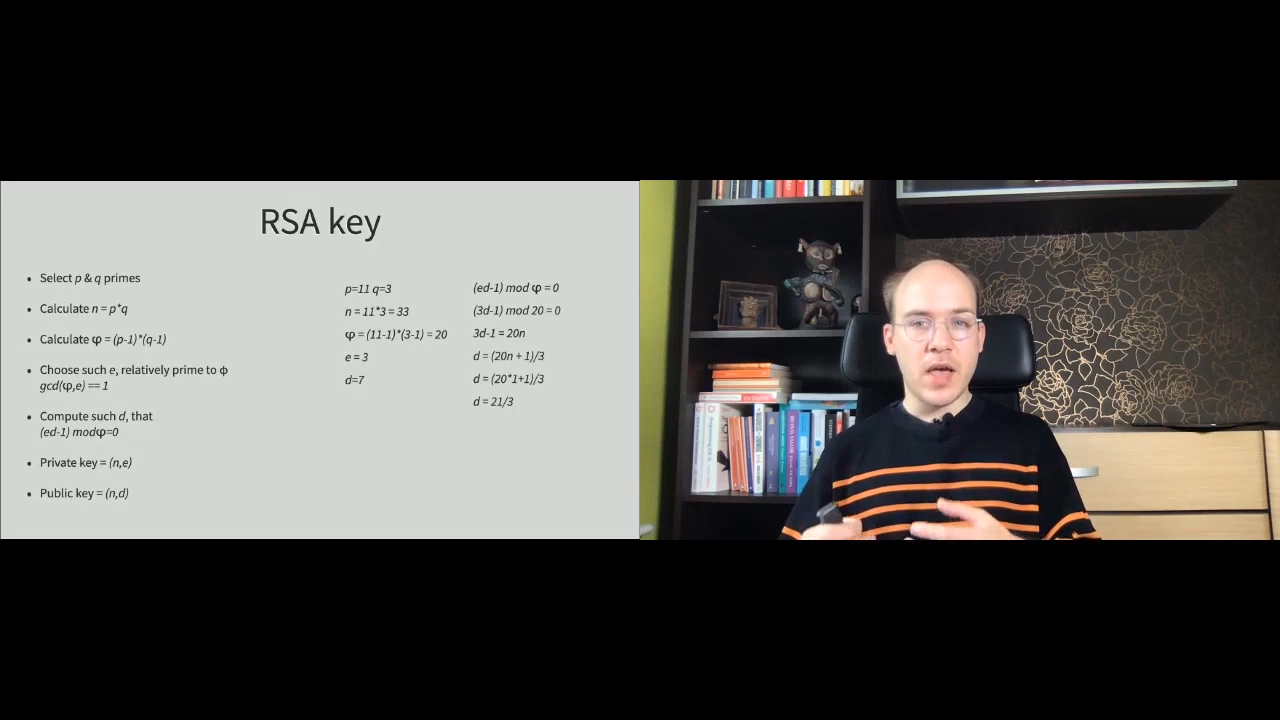 RSA key
• Select p & q primes
• Calculate n = p*q
• Calculate φ = (p-1)*(q-1)
• Choose such e, relatively prime to ϕ
gcd(φ,e) == 1
• Compute such d, that
(ed-1) modφ=0
• Private key = (n,e)
• Public key = (n,d)
p=11 q=3
n = 11*3 = 33
φ = (11-1)*(3-1) = 20
e = 3
d=7
(ed-1) mod φ = 0
(3d-1) mod 20 = 0
3d-1 = 20n
d = (20n + 1)/3
d = (20*1+1)/3
d = 21/3